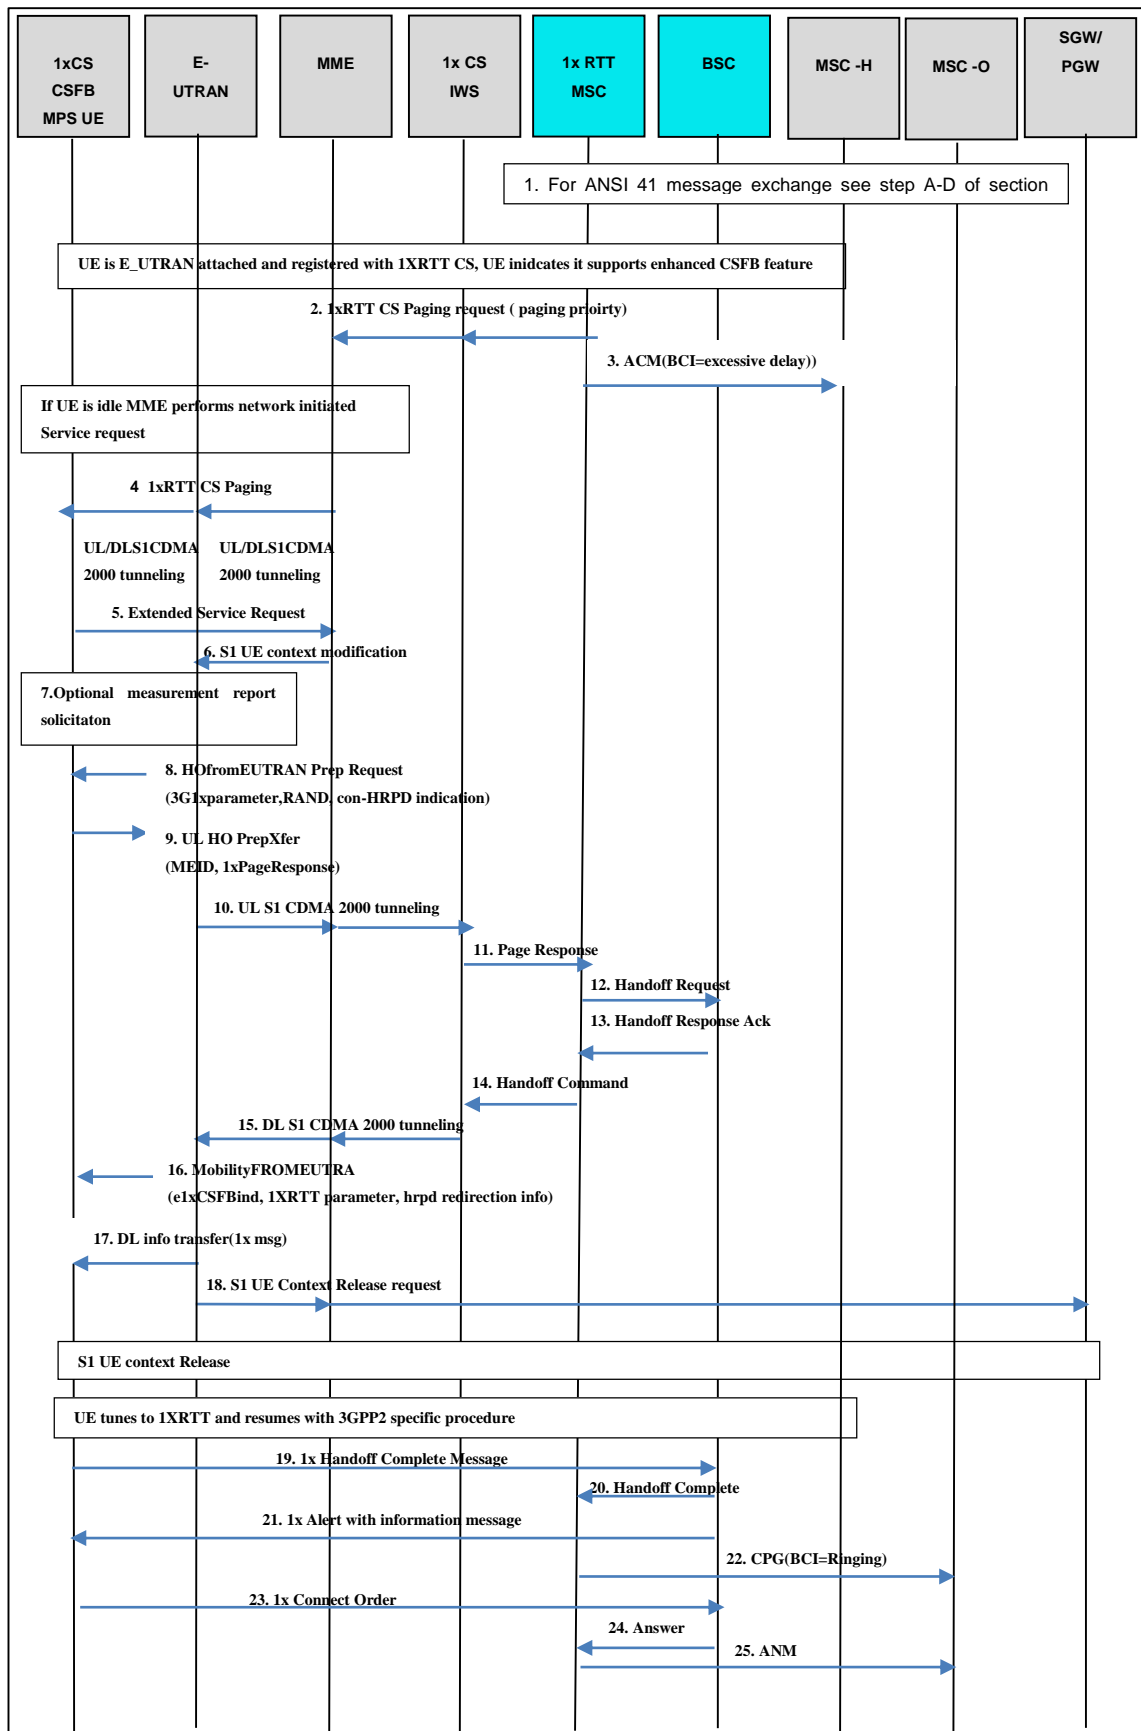 1xCS
CSFB
MPS UE
E-
UTRAN
MME
1x CS
IWS
1x RTT
MSC
BSC
MSC -H
MSC -O
SGW/
PGW
1. For ANSI 41 message exchange see step A-D of section
UE is E_UTRAN attached and registered with 1XRTT CS, UE inidcates it supports enhanced CSFB feature
2. 1xRTT CS Paging request ( paging prioirty)
3. ACM(BCI=excessive delay))
If UE is idle MME performs network initiated
Service request
4 1xRTT CS Paging
UL/DLS1CDMA
2000 tunneling
UL/DLS1CDMA
2000 tunneling
5. Extended Service Request
6. S1 UE context modification
7.Optional measurement report
solicitaton
8. HOfromEUTRAN Prep Request
(3G1xparameter,RAND, con-HRPD indication)
9. UL HO PrepXfer
(MEID, 1xPageResponse)
10. UL S1 CDMA 2000 tunneling
11. Page Response
12. Handoff Request
13. Handoff Response Ack
14. Handoff Command
15. DL S1 CDMA 2000 tunneling
16. MobilityFROMEUTRA
(e1xCSFBind, 1XRTT parameter, hrpd redirection info)
17. DL info transfer(1x msg)
18. S1 UE Context Release request
S1 UE context Release
UE tunes to 1XRTT and resumes with 3GPP2 specific procedure
19. 1x Handoff Complete Message
20. Handoff Complete
21. 1x Alert with information message
22. CPG(BCI=Ringing)
23. 1x Connect Order
24. Answer
25. ANM